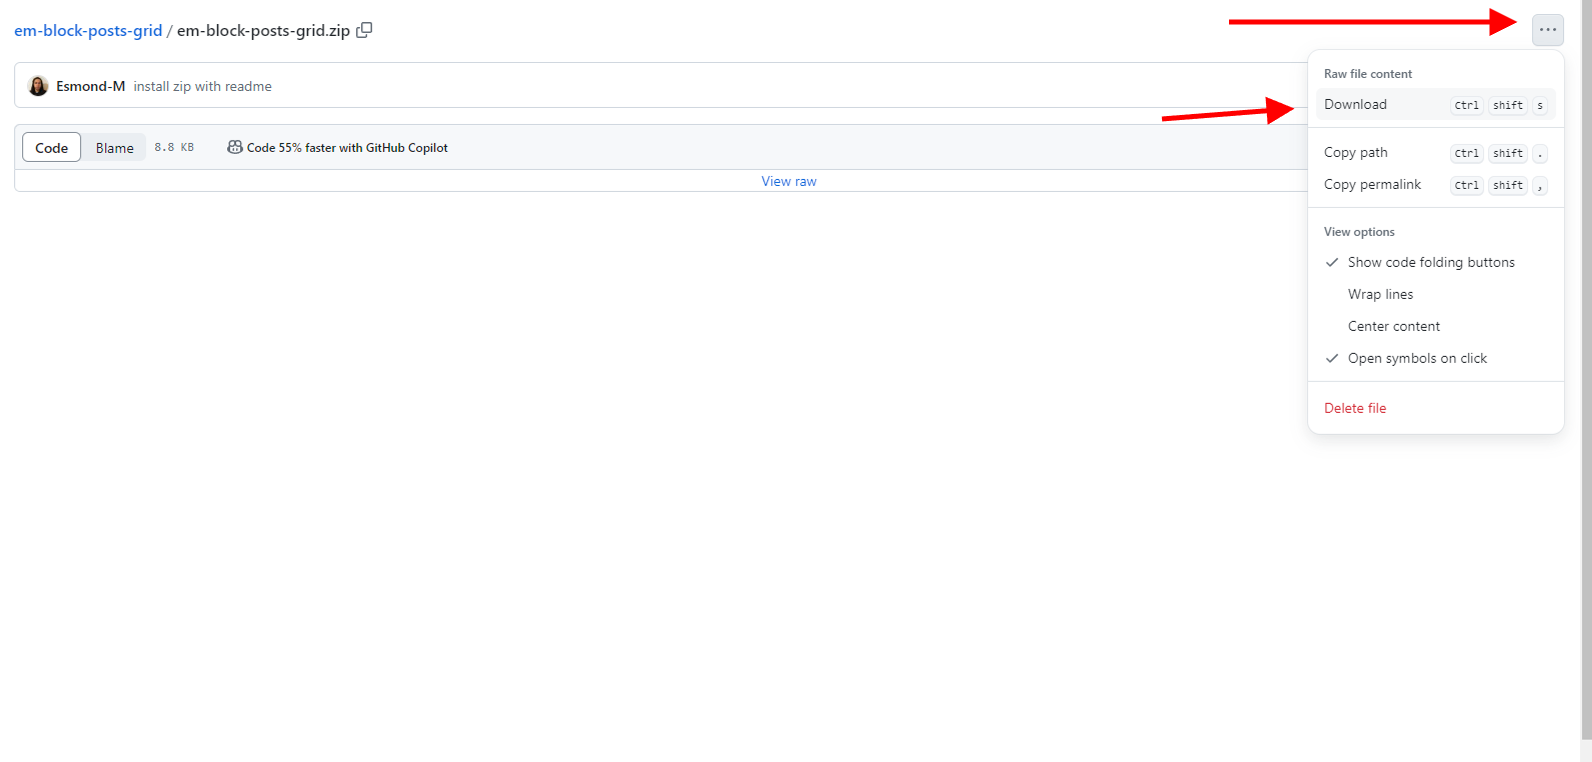 em-block-posts-grid / em-block-posts-grid.zip
Esmond-M install zip with readme
Code Blame 8.8 KB Code 55% faster with GitHub Copilot
View raw
Raw file content
Download Ctrl shift s
Copy path Ctrl shift .
Copy permalink Ctrl shift ,
View options
Show code folding buttons
Wrap lines
Center content
Open symbols on click
Delete file